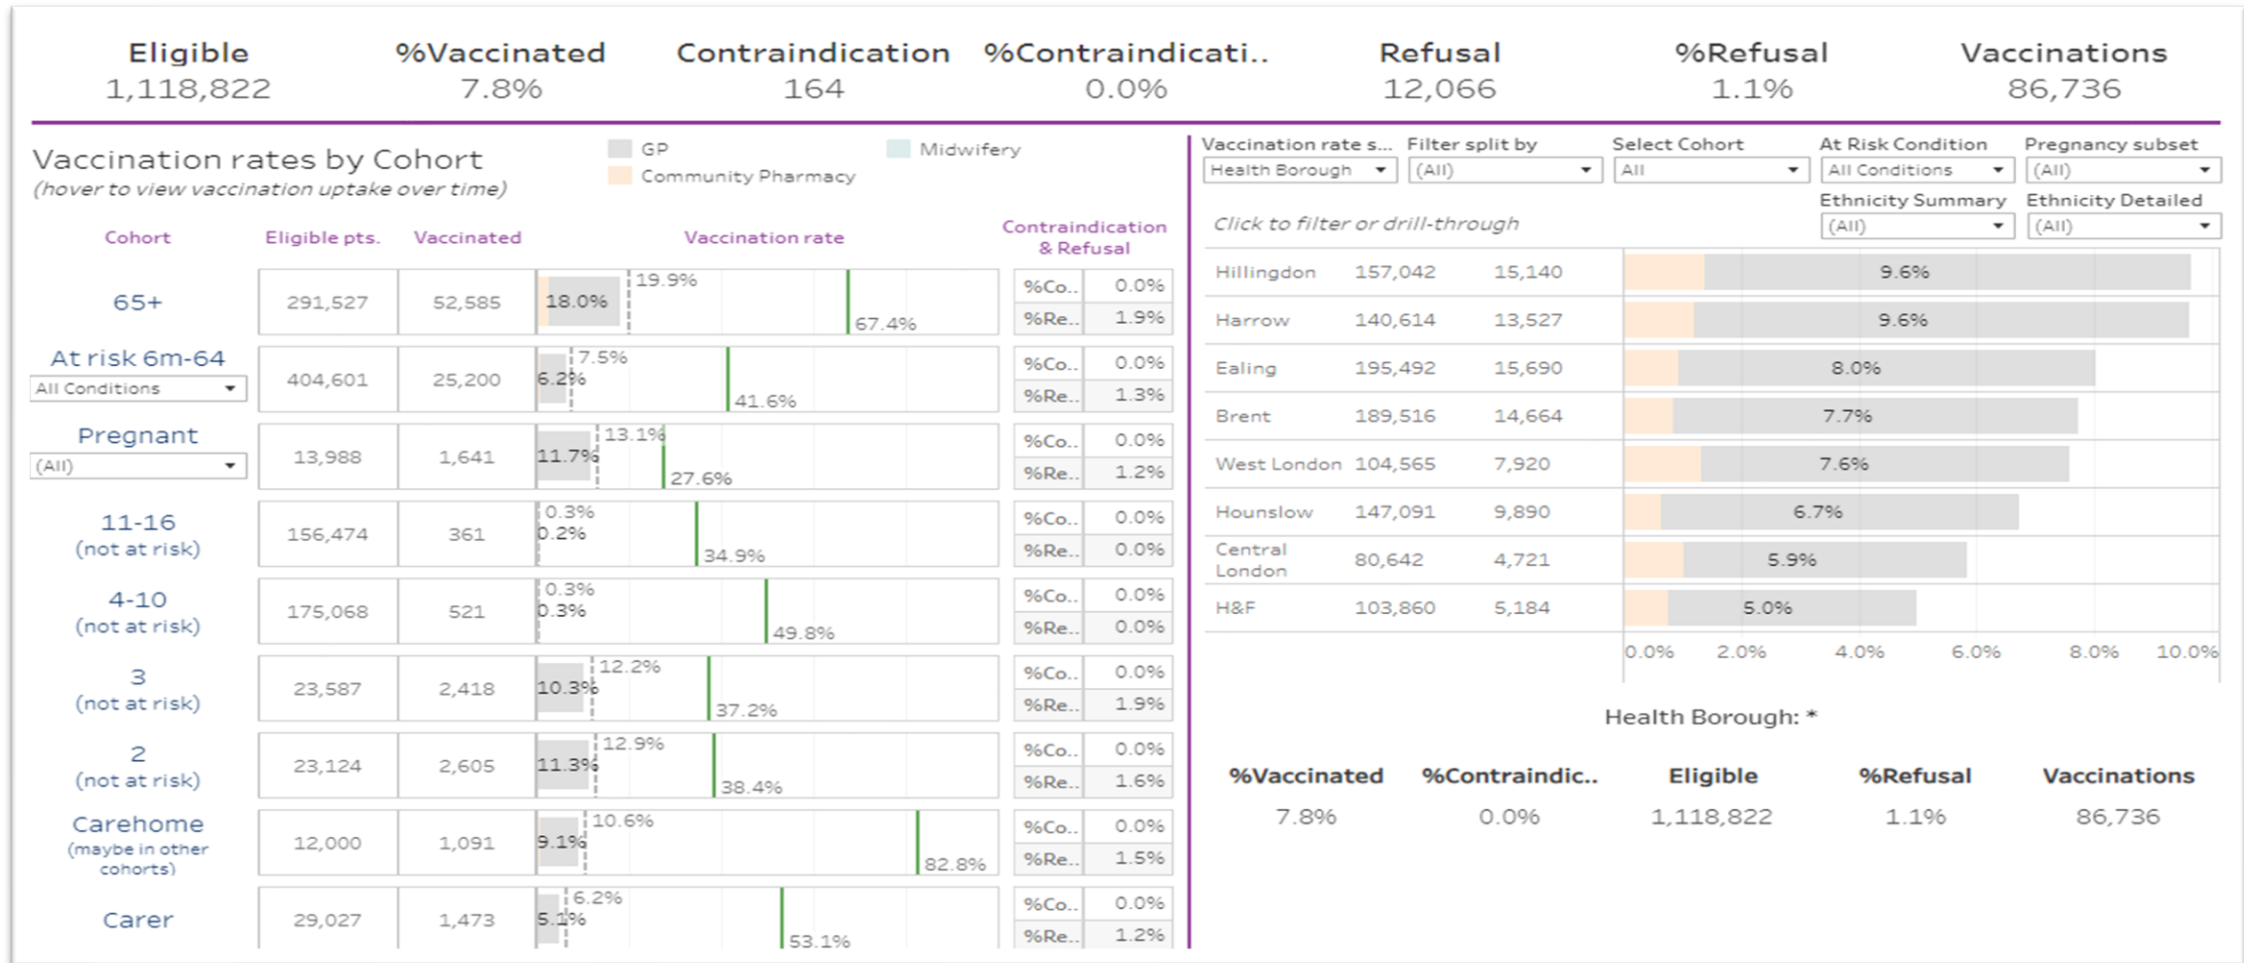 Eligible %Vaccinated Contraindication %Contraindicati.. Refusal %Refusal Vaccinations
1,118,822 7.8% 164 0.0% 12,066 1.1% 86,736
Vaccination rates by Cohort
(hover to view vaccination uptake over time)
GP Midwifery
Community Pharmacy
Cohort Eligible pts. Vaccinated Vaccination rate Contraindication & Refusal
65+ 291,527 52,585 18.0% 19.9% 67.4% %Co.. 0.0% %Re.. 1.9%
At risk 6m-64 All Conditions 404,601 25,200 6.2% 7.5% 41.6% %Co.. 0.0% %Re.. 1.3%
Pregnant (All) 13,988 1,641 11.7% 13.1% 27.6% %Co.. 0.0% %Re.. 1.2%
11-16 (not at risk) 156,474 361 0.3% 0.2% 34.9% %Co.. 0.0% %Re.. 0.0%
4-10 (not at risk) 175,068 521 0.3% 0.3% 49.8% %Co.. 0.0% %Re.. 0.0%
3 (not at risk) 23,587 2,418 10.3% 12.2% 37.2% %Co.. 0.0% %Re.. 1.9%
2 (not at risk) 23,124 2,605 11.3% 12.9% 38.4% %Co.. 0.0% %Re.. 1.6%
Carehome (maybe in other cohorts) 12,000 1,091 9.1% 10.6% 82.8% %Co.. 0.0% %Re.. 1.5%
Carer 29,027 1,473 5.1% 6.2% 53.1% %Co.. 0.0% %Re.. 1.2%
Vaccination rate s... Filter split by Select Cohort At Risk Condition Pregnancy subset
Health Borough (All) All All Conditions (All)
Ethnicity Summary Ethnicity Detailed
Click to filter or drill-through (All) (All)
Hillingdon 157,042 15,140 9.6%
Harrow 140,614 13,527 9.6%
Ealing 195,492 15,690 8.0%
Brent 189,516 14,664 7.7%
West London 104,565 7,920 7.6%
Hounslow 147,091 9,890 6.7%
Central London 80,642 4,721 5.9%
H&F 103,860 5,184 5.0%
0.0% 2.0% 4.0% 6.0% 8.0% 10.0%
Health Borough: *
%Vaccinated %Contraindic.. Eligible %Refusal Vaccinations
7.8% 0.0% 1,118,822 1.1% 86,736